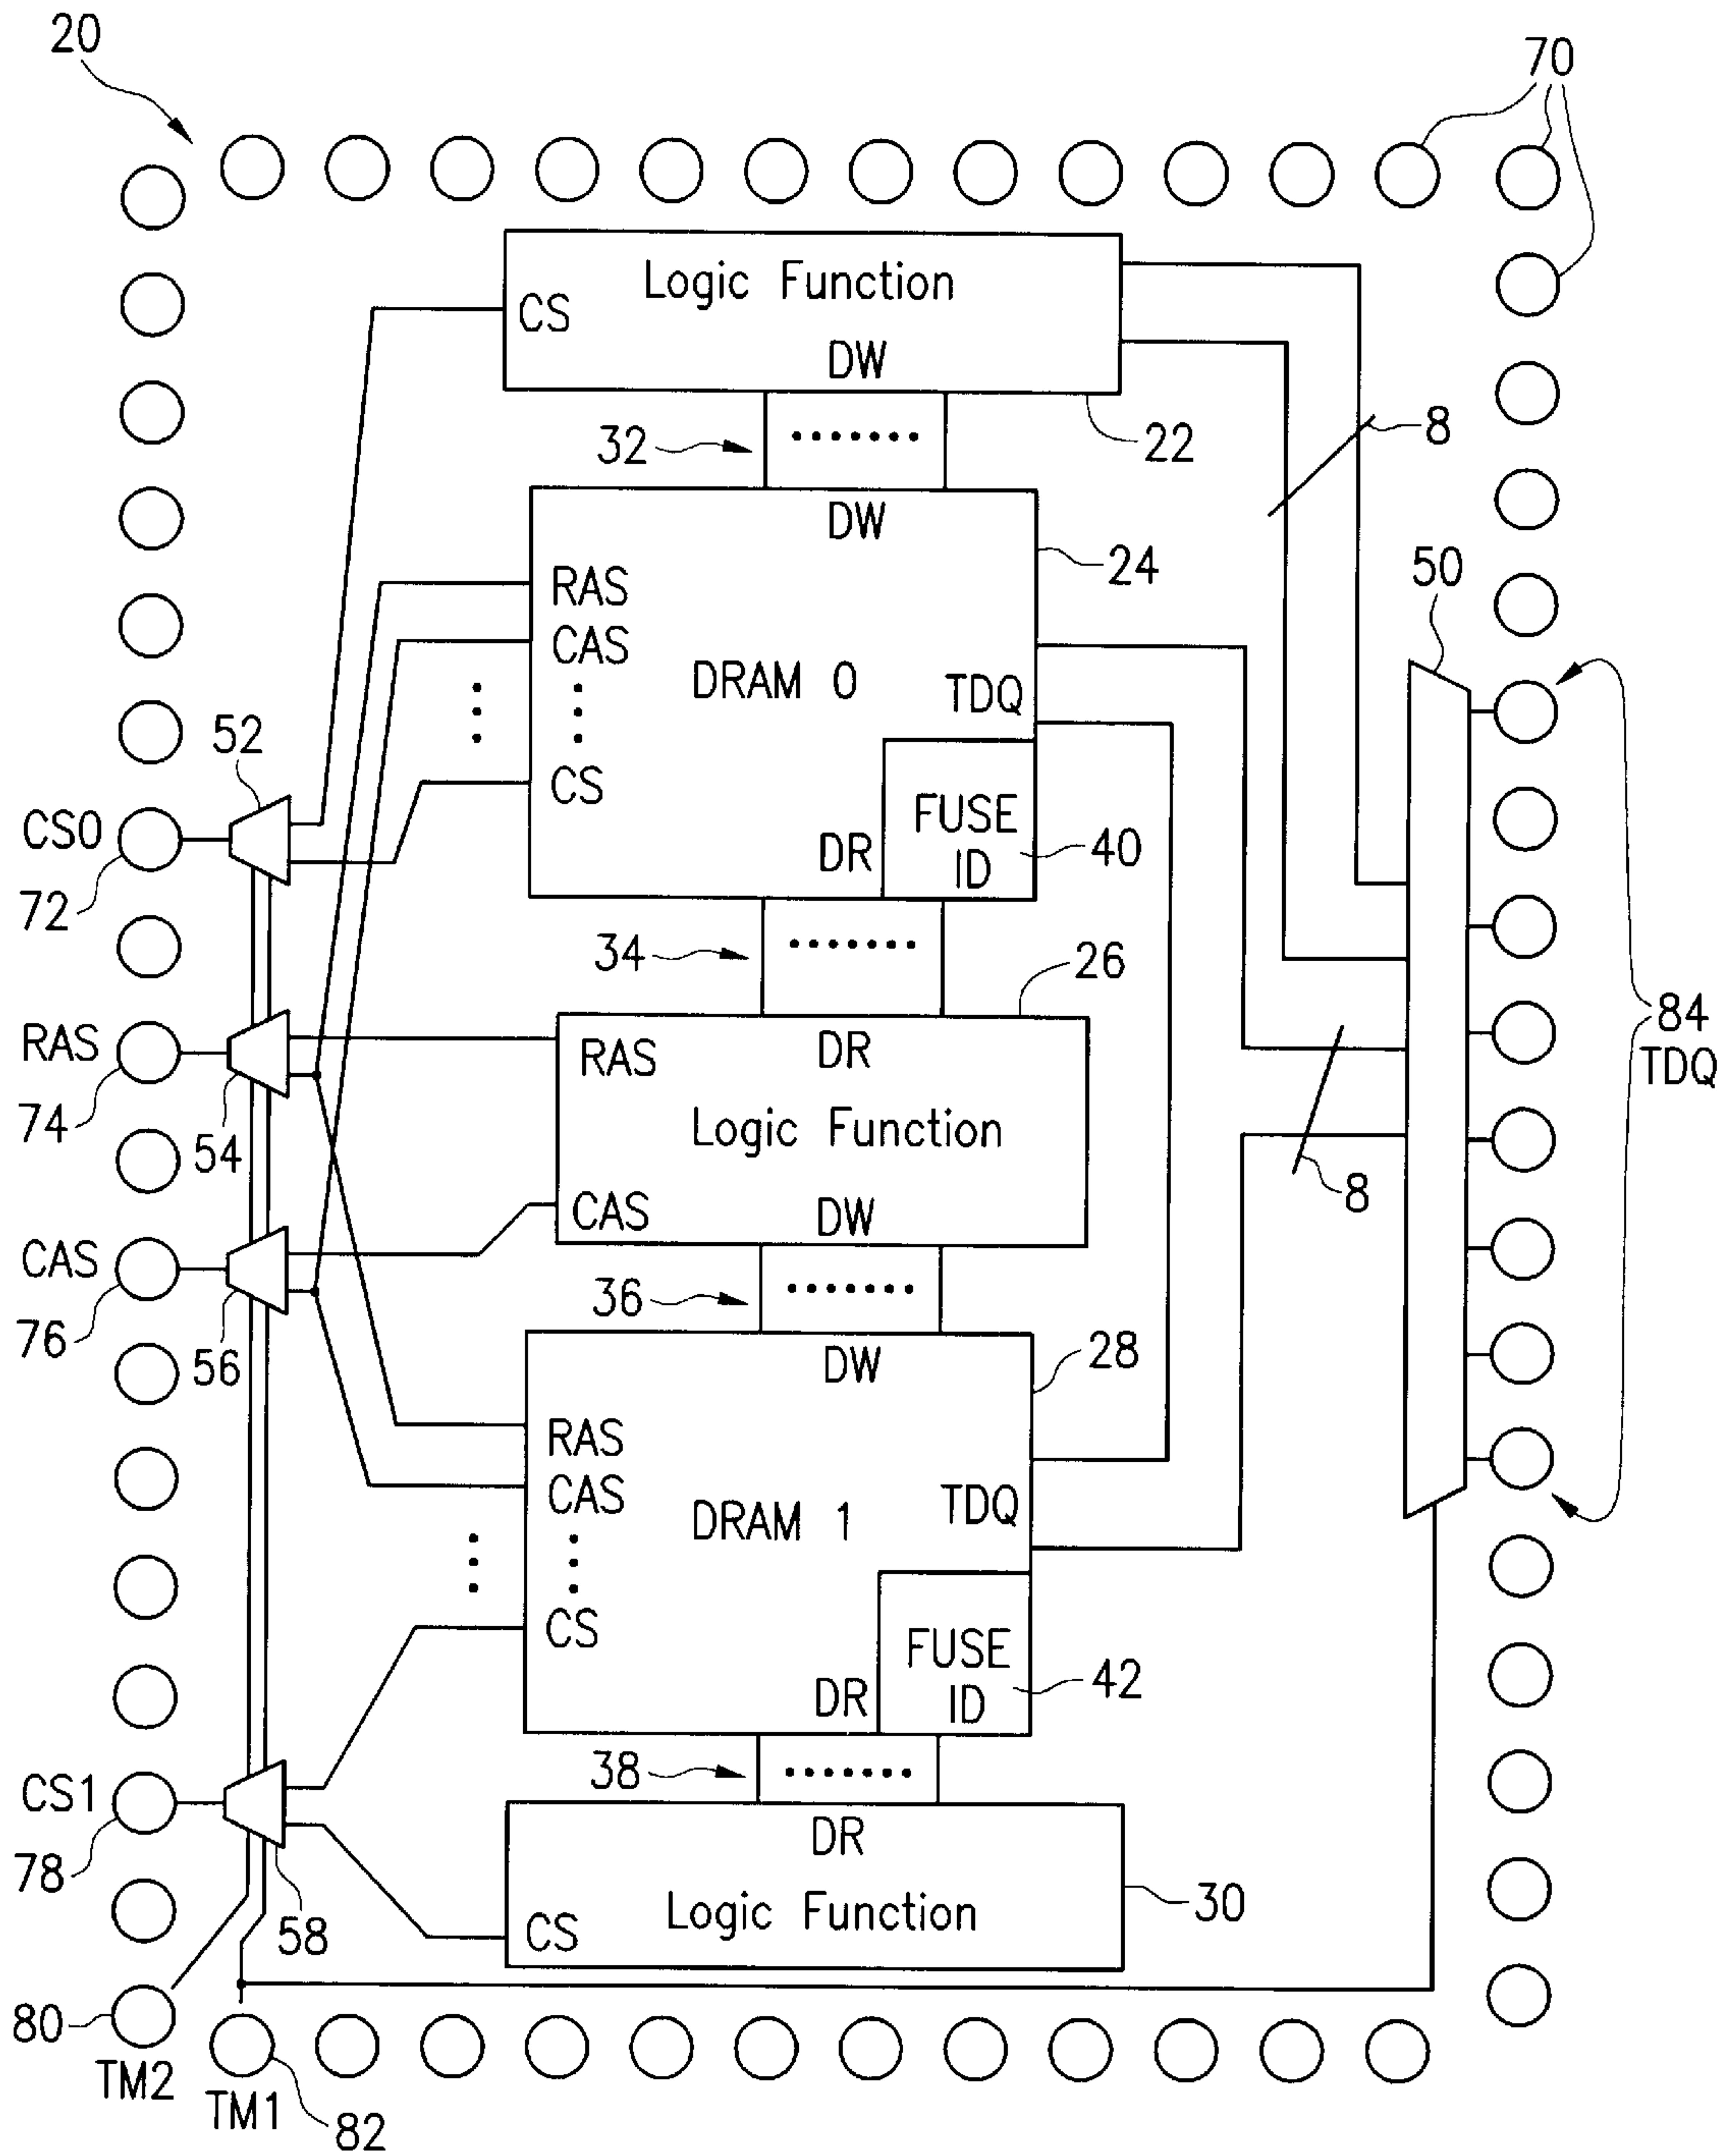 20
70
Logic Function
CS
DW
32
22
8
DW
24
50
RAS
CAS
DRAM 0
TDQ
52
CS
CS0
FUSE
ID
DR
40
72
34
26
84
TDQ
RAS
RAS
DR
74
54
Logic Function
8
CAS
DW
CAS
36
76
56
DW
28
RAS
CAS
DRAM 1
TDQ
CS
FUSE
ID
DR
42
38
CS1
DR
78
58
Logic Function
30
CS
80
TM2
TM1
82